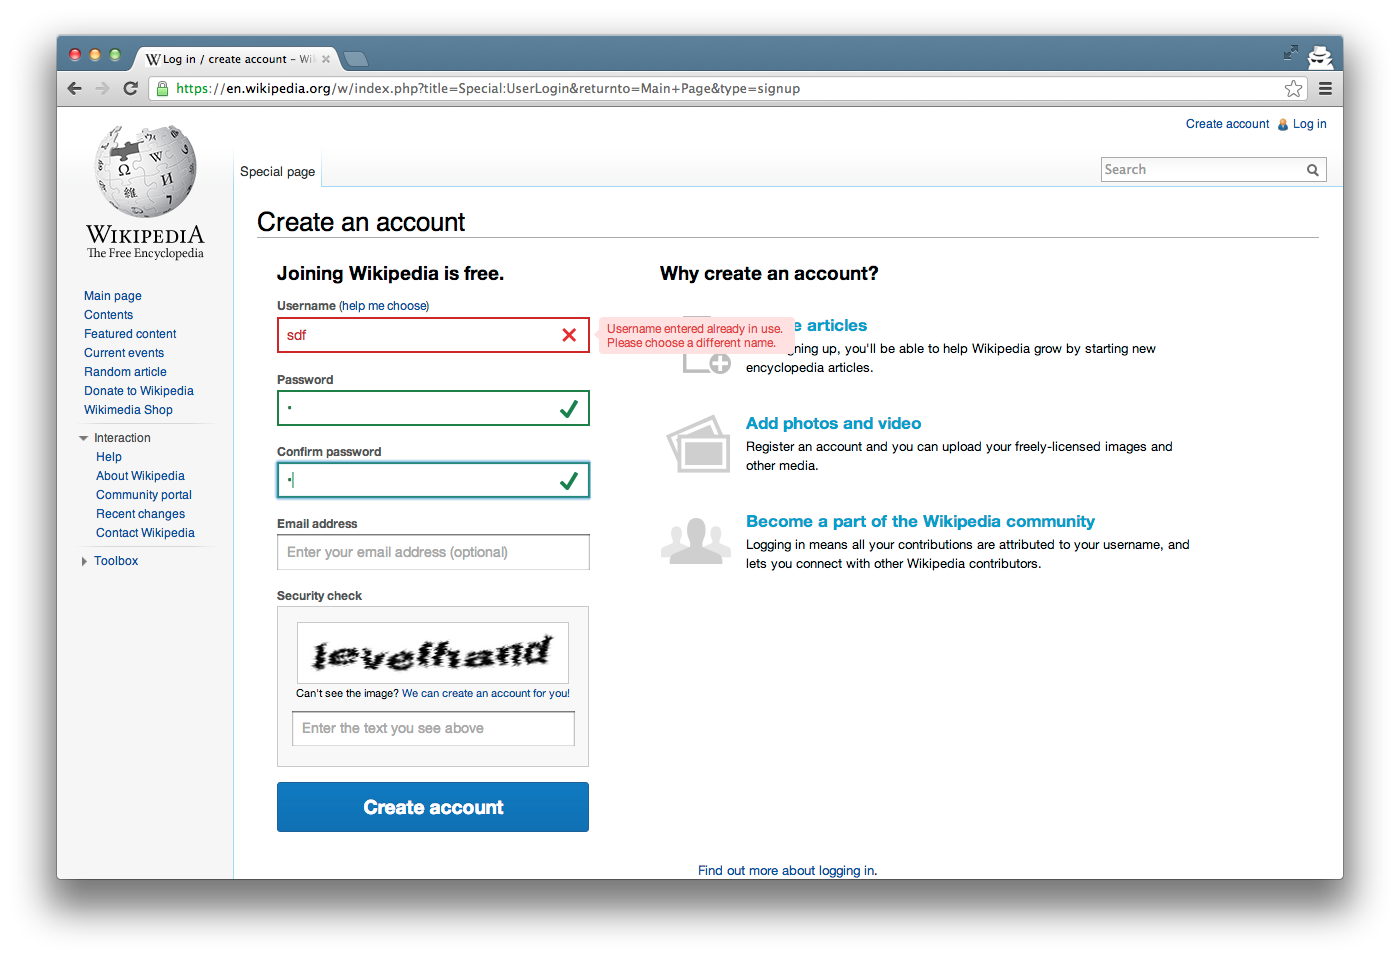 Log in / create account - Wik
https://en.wikipedia.org/w/index.php?title=Special:UserLogin&returnto=Main+Page&type=signup
Create account Log in
Special page
Search
Ω W И 維
WIKIPEDIA
The Free Encyclopedia
Main page
Contents
Featured content
Current events
Random article
Donate to Wikipedia
Wikimedia Shop
Interaction
Help
About Wikipedia
Community portal
Recent changes
Contact Wikipedia
Toolbox
Create an account
Joining Wikipedia is free.
Username (help me choose)
sdf
Username entered already in use.
Please choose a different name.
Password
Confirm password
Email address
Enter your email address (optional)
Security check
levelhand
Can't see the image? We can create an account for you!
Enter the text you see above
Create account
Why create an account?
articles
up, you'll be able to help Wikipedia grow by starting new
encyclopedia articles.
Add photos and video
Register an account and you can upload your freely-licensed images and
other media.
Become a part of the Wikipedia community
Logging in means all your contributions are attributed to your username, and
lets you connect with other Wikipedia contributors.
Find out more about logging in.